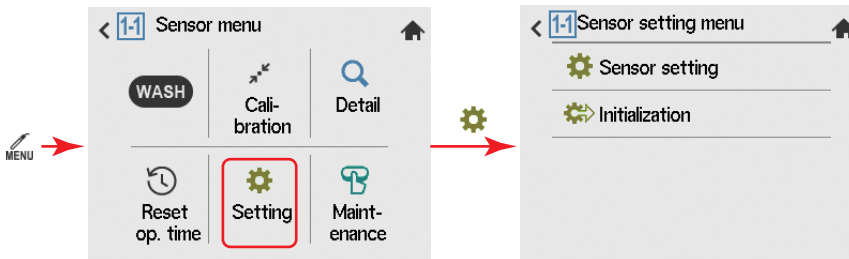 MENU
1-1 Sensor menu
WASH
Cali-
bration
Detail
Reset
op. time
Setting
Maint-
enance
1-1 Sensor setting menu
Sensor setting
Initialization